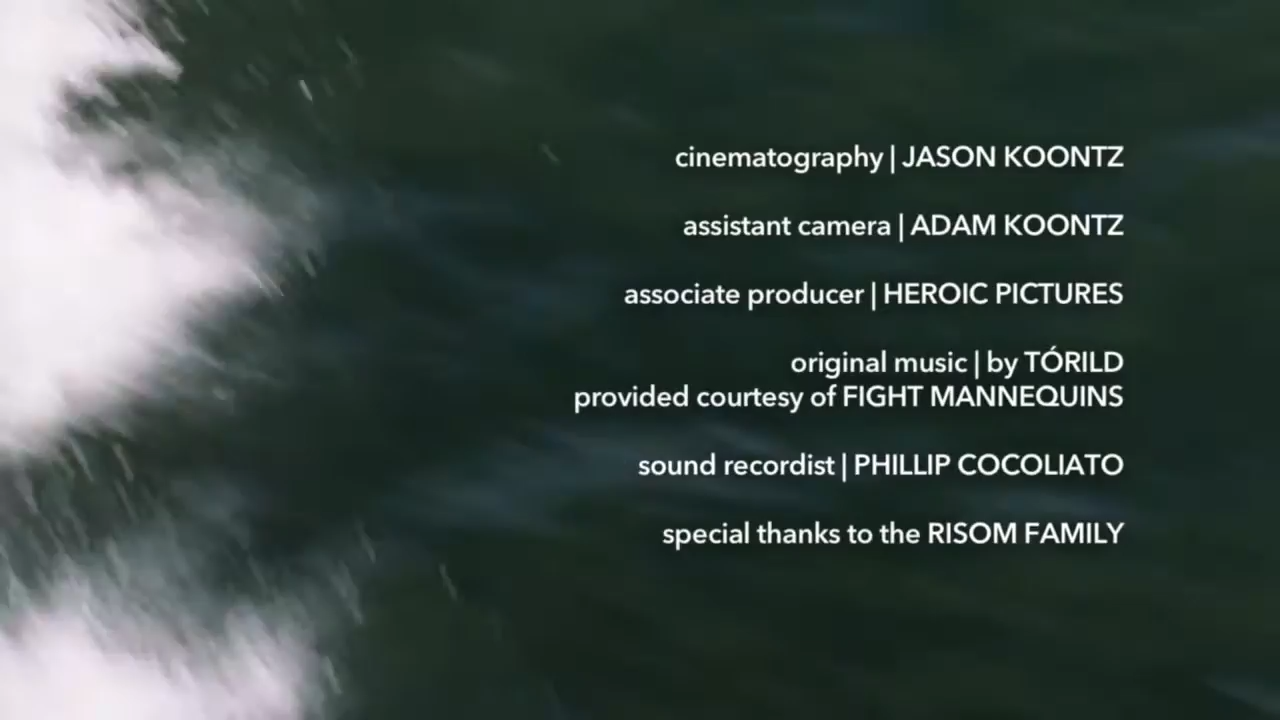 cinematography | JASON KOONTZ
assistant camera | ADAM KOONTZ
associate producer | HEROIC PICTURES
original music | by TÓRILD
provided courtesy of FIGHT MANNEQUINS
sound recordist | PHILLIP COCOLIATO
special thanks to the RISOM FAMILY